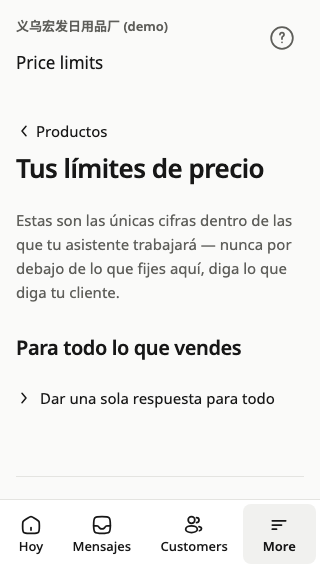 义乌宏发日用品厂 (demo)
Price limits
Productos
Tus límites de precio
Estas son las únicas cifras dentro de las
que tu asistente trabajará — nunca por
debajo de lo que fijes aquí, diga lo que
diga tu cliente.
Para todo lo que vendes
Dar una sola respuesta para todo
Hoy
Mensajes
Customers
More